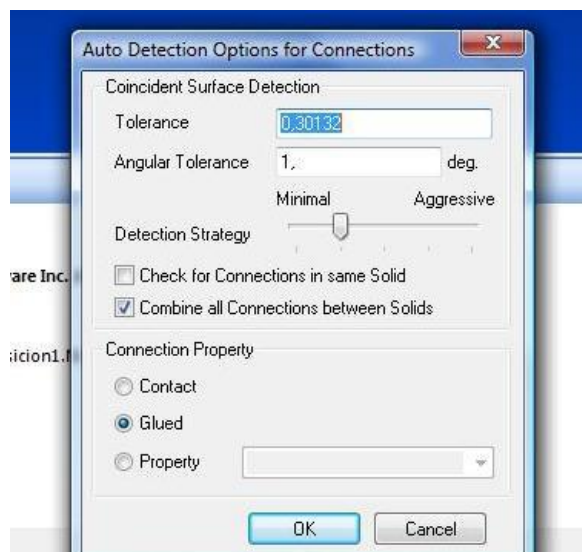 Auto Detection Options for Connections
Coincident Surface Detection
Tolerance 0,30132
Angular Tolerance 1, deg.
Minimal Aggressive
Detection Strategy
Check for Connections in same Solid
Combine all Connections between Solids
Connection Property
Contact
Glued
Property
OK Cancel
are Inc.
sicion1.